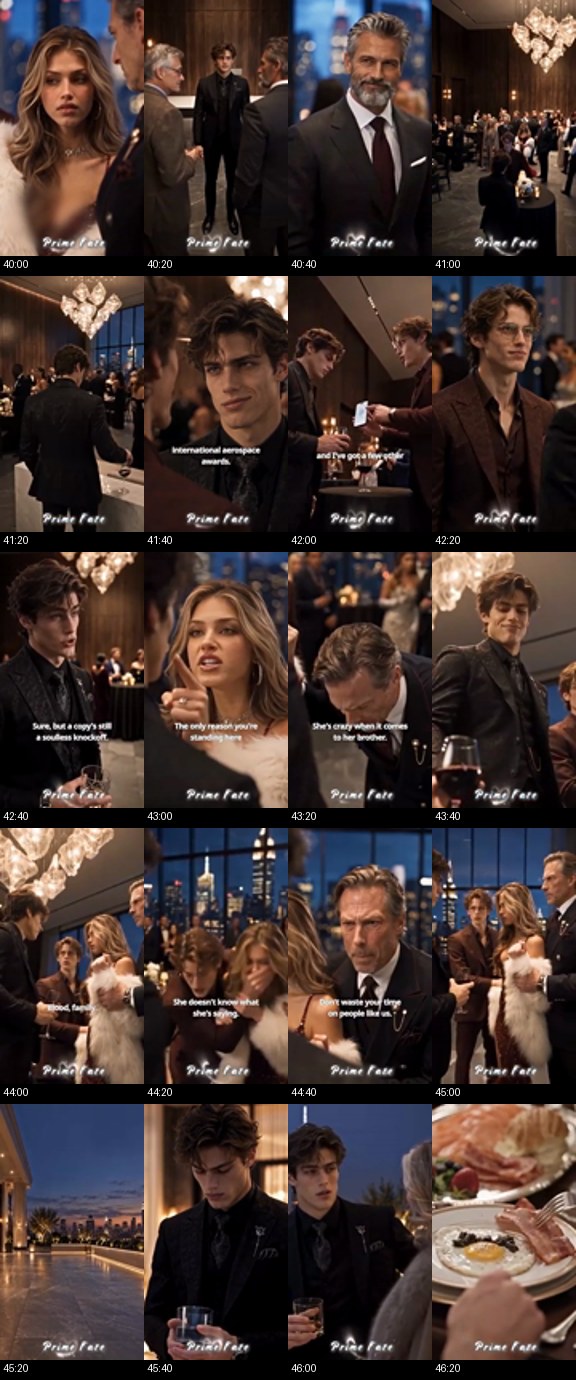 Prime Fate
40:00
Prime Fate
40:20
Prime Fate
40:40
Prime Fate
41:00
Prime Fate
41:20
international aerospace
awards.
Prime Fate
41:40
and I've got a few other
Prime Fate
42:00
Prime Fate
42:20
Sure, but a copy's still
a soulless knockoff.
Prime Fate
42:40
The only reason you're
standing here
Prime Fate
43:00
She's crazy when it comes
to her brother.
Prime Fate
43:20
Prime Fate
43:40
Blood, family,
Prime Fate
44:00
She doesn't know what
she's saying.
Prime Fate
44:20
Don't waste your time
on people like us.
Prime Fate
44:40
Prime Fate
45:00
Prime Fate
45:20
Prime Fate
45:40
Prime Fate
46:00
Prime Fate
46:20